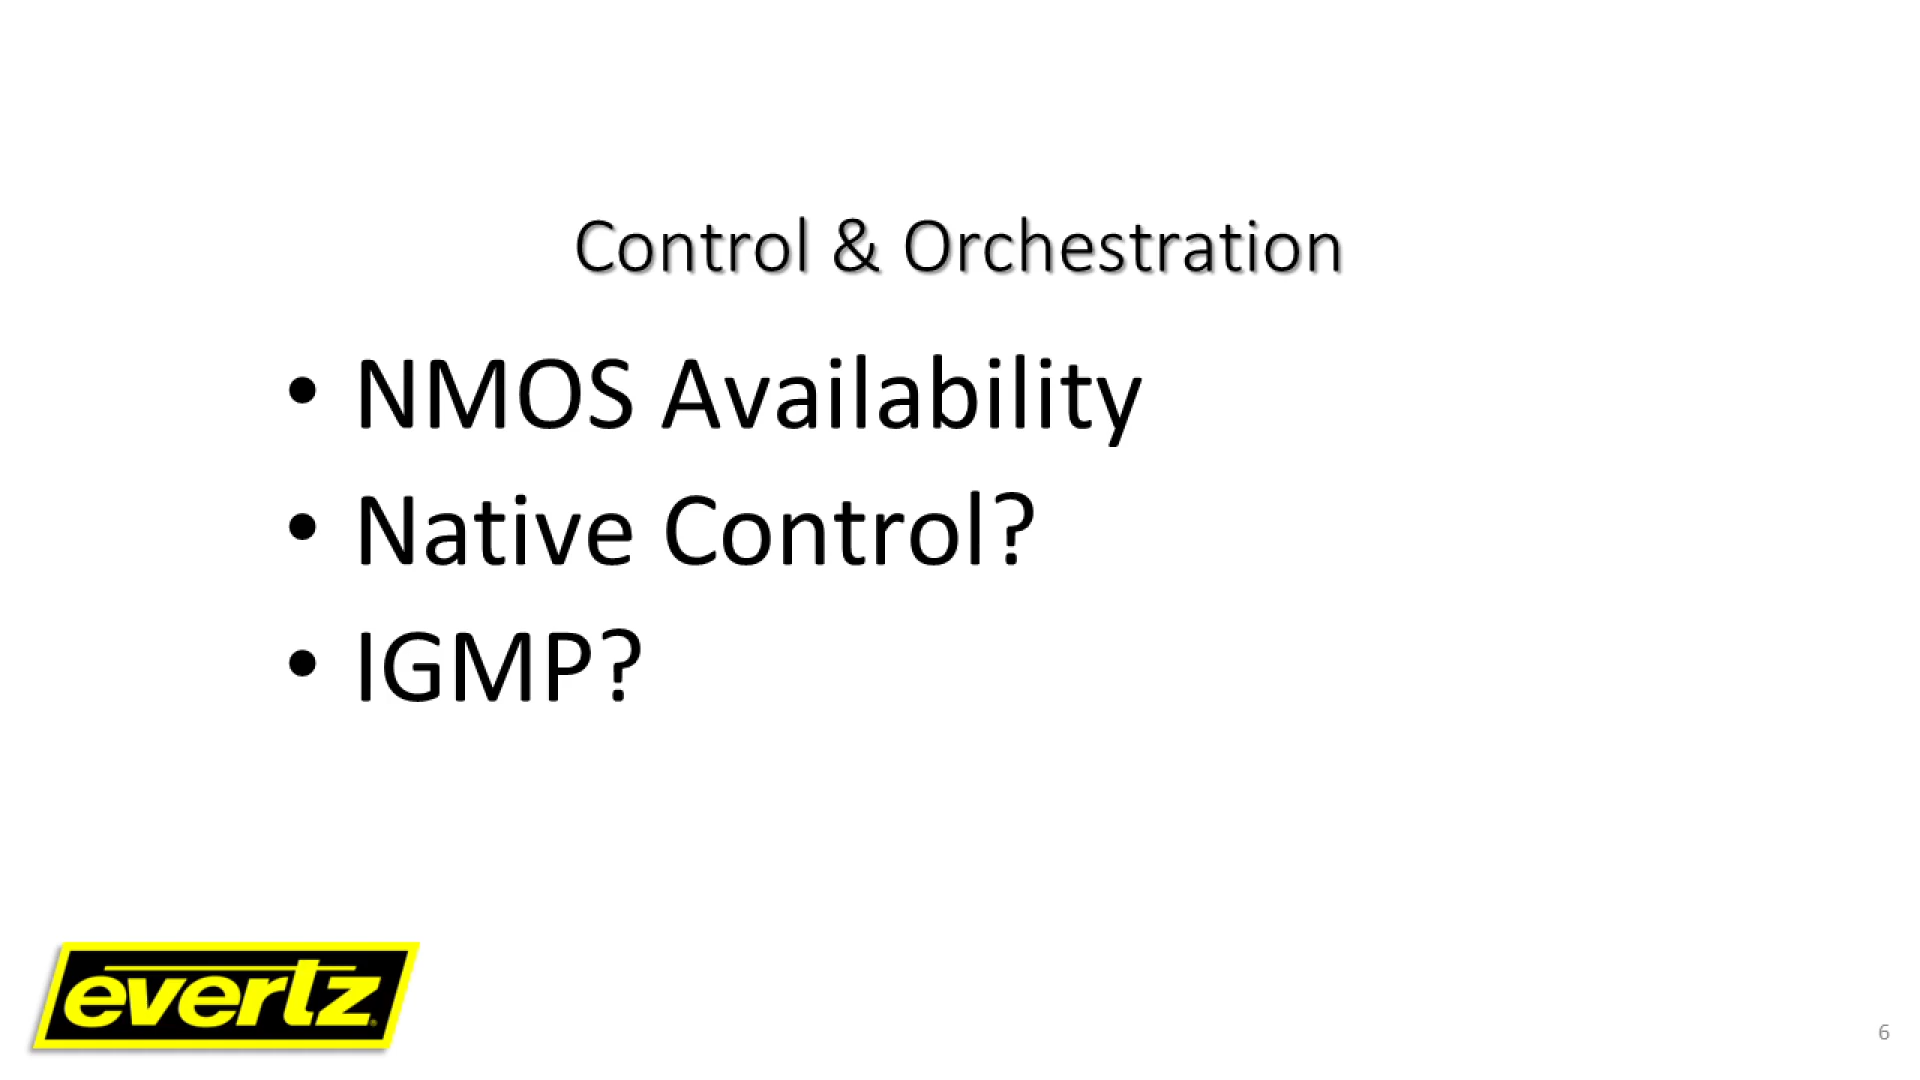 Control & Orchestration
• NMOS Availability
• Native Control?
• IGMP?
evertz
6